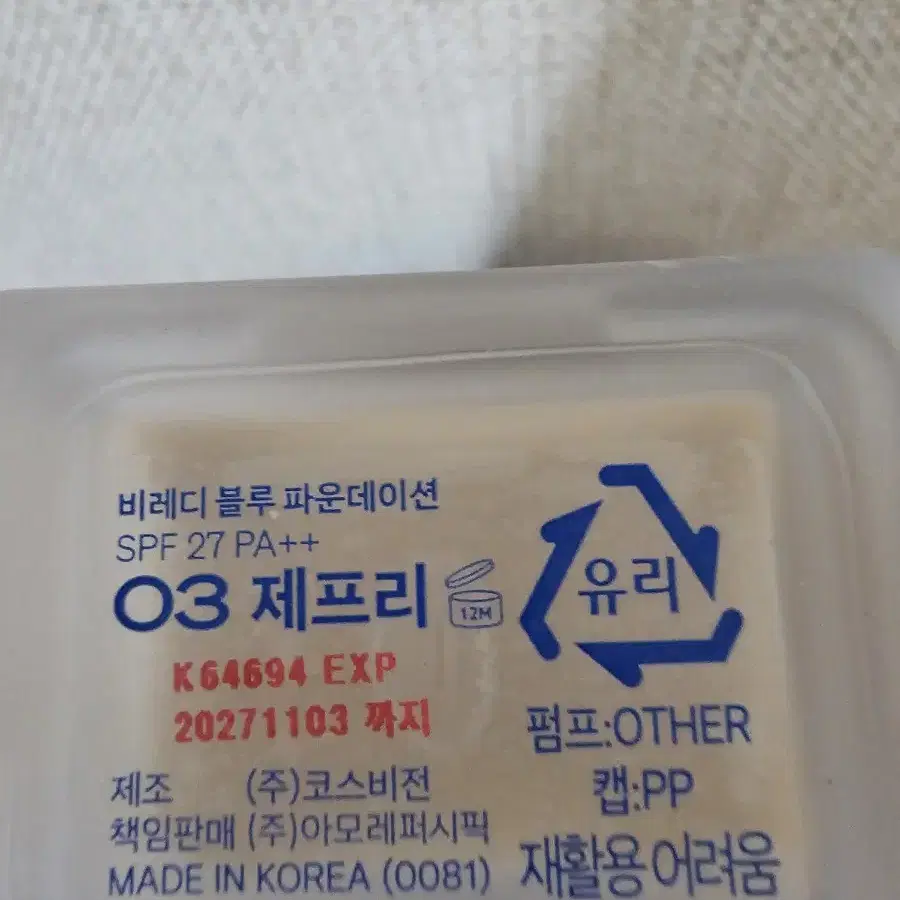 비레디 블루 파운데이션
SPF 27 PA++
03 제프리
12M
K64694 EXP
20271103 까지
제조 (주)코스비전
책임판매 (주)아모레퍼시픽
MADE IN KOREA (0081)
유리
펌프:OTHER
캡:PP
재활용 어려움